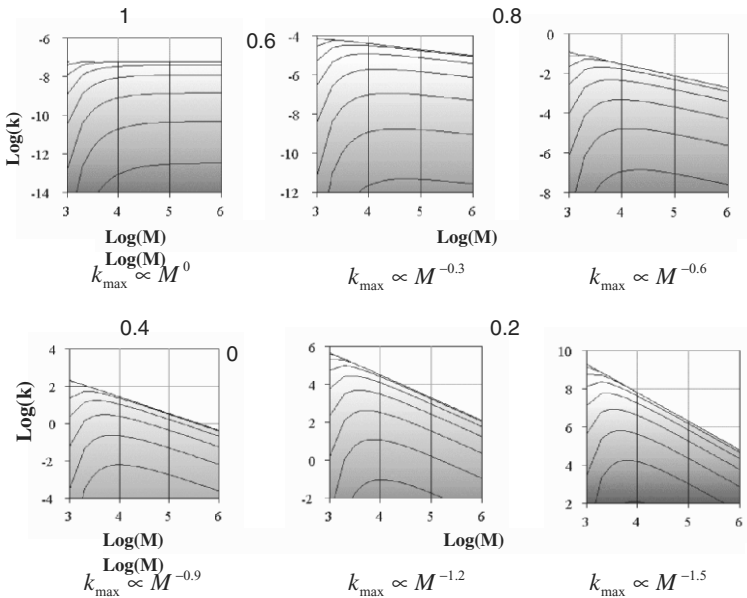 1
0.6
0.8
-6
-8
-10
-12
-14
3 4 5 6
Log(k)
Log(M)
Log(M)
k_max ∝ M^0
-4
-6
-8
-10
-12
3 4 5 6
Log(M)
k_max ∝ M^−0.3
0
-2
-4
-6
-8
3 4 5 6
k_max ∝ M^−0.6
0.4
0
0.2
4
2
0
-2
-4
3 4 5 6
Log(k)
Log(M)
Log(M)
k_max ∝ M^−0.9
6
4
2
0
-2
3 4 5 6
Log(M)
k_max ∝ M^−1.2
10
8
6
4
2
3 4 5 6
k_max ∝ M^−1.5